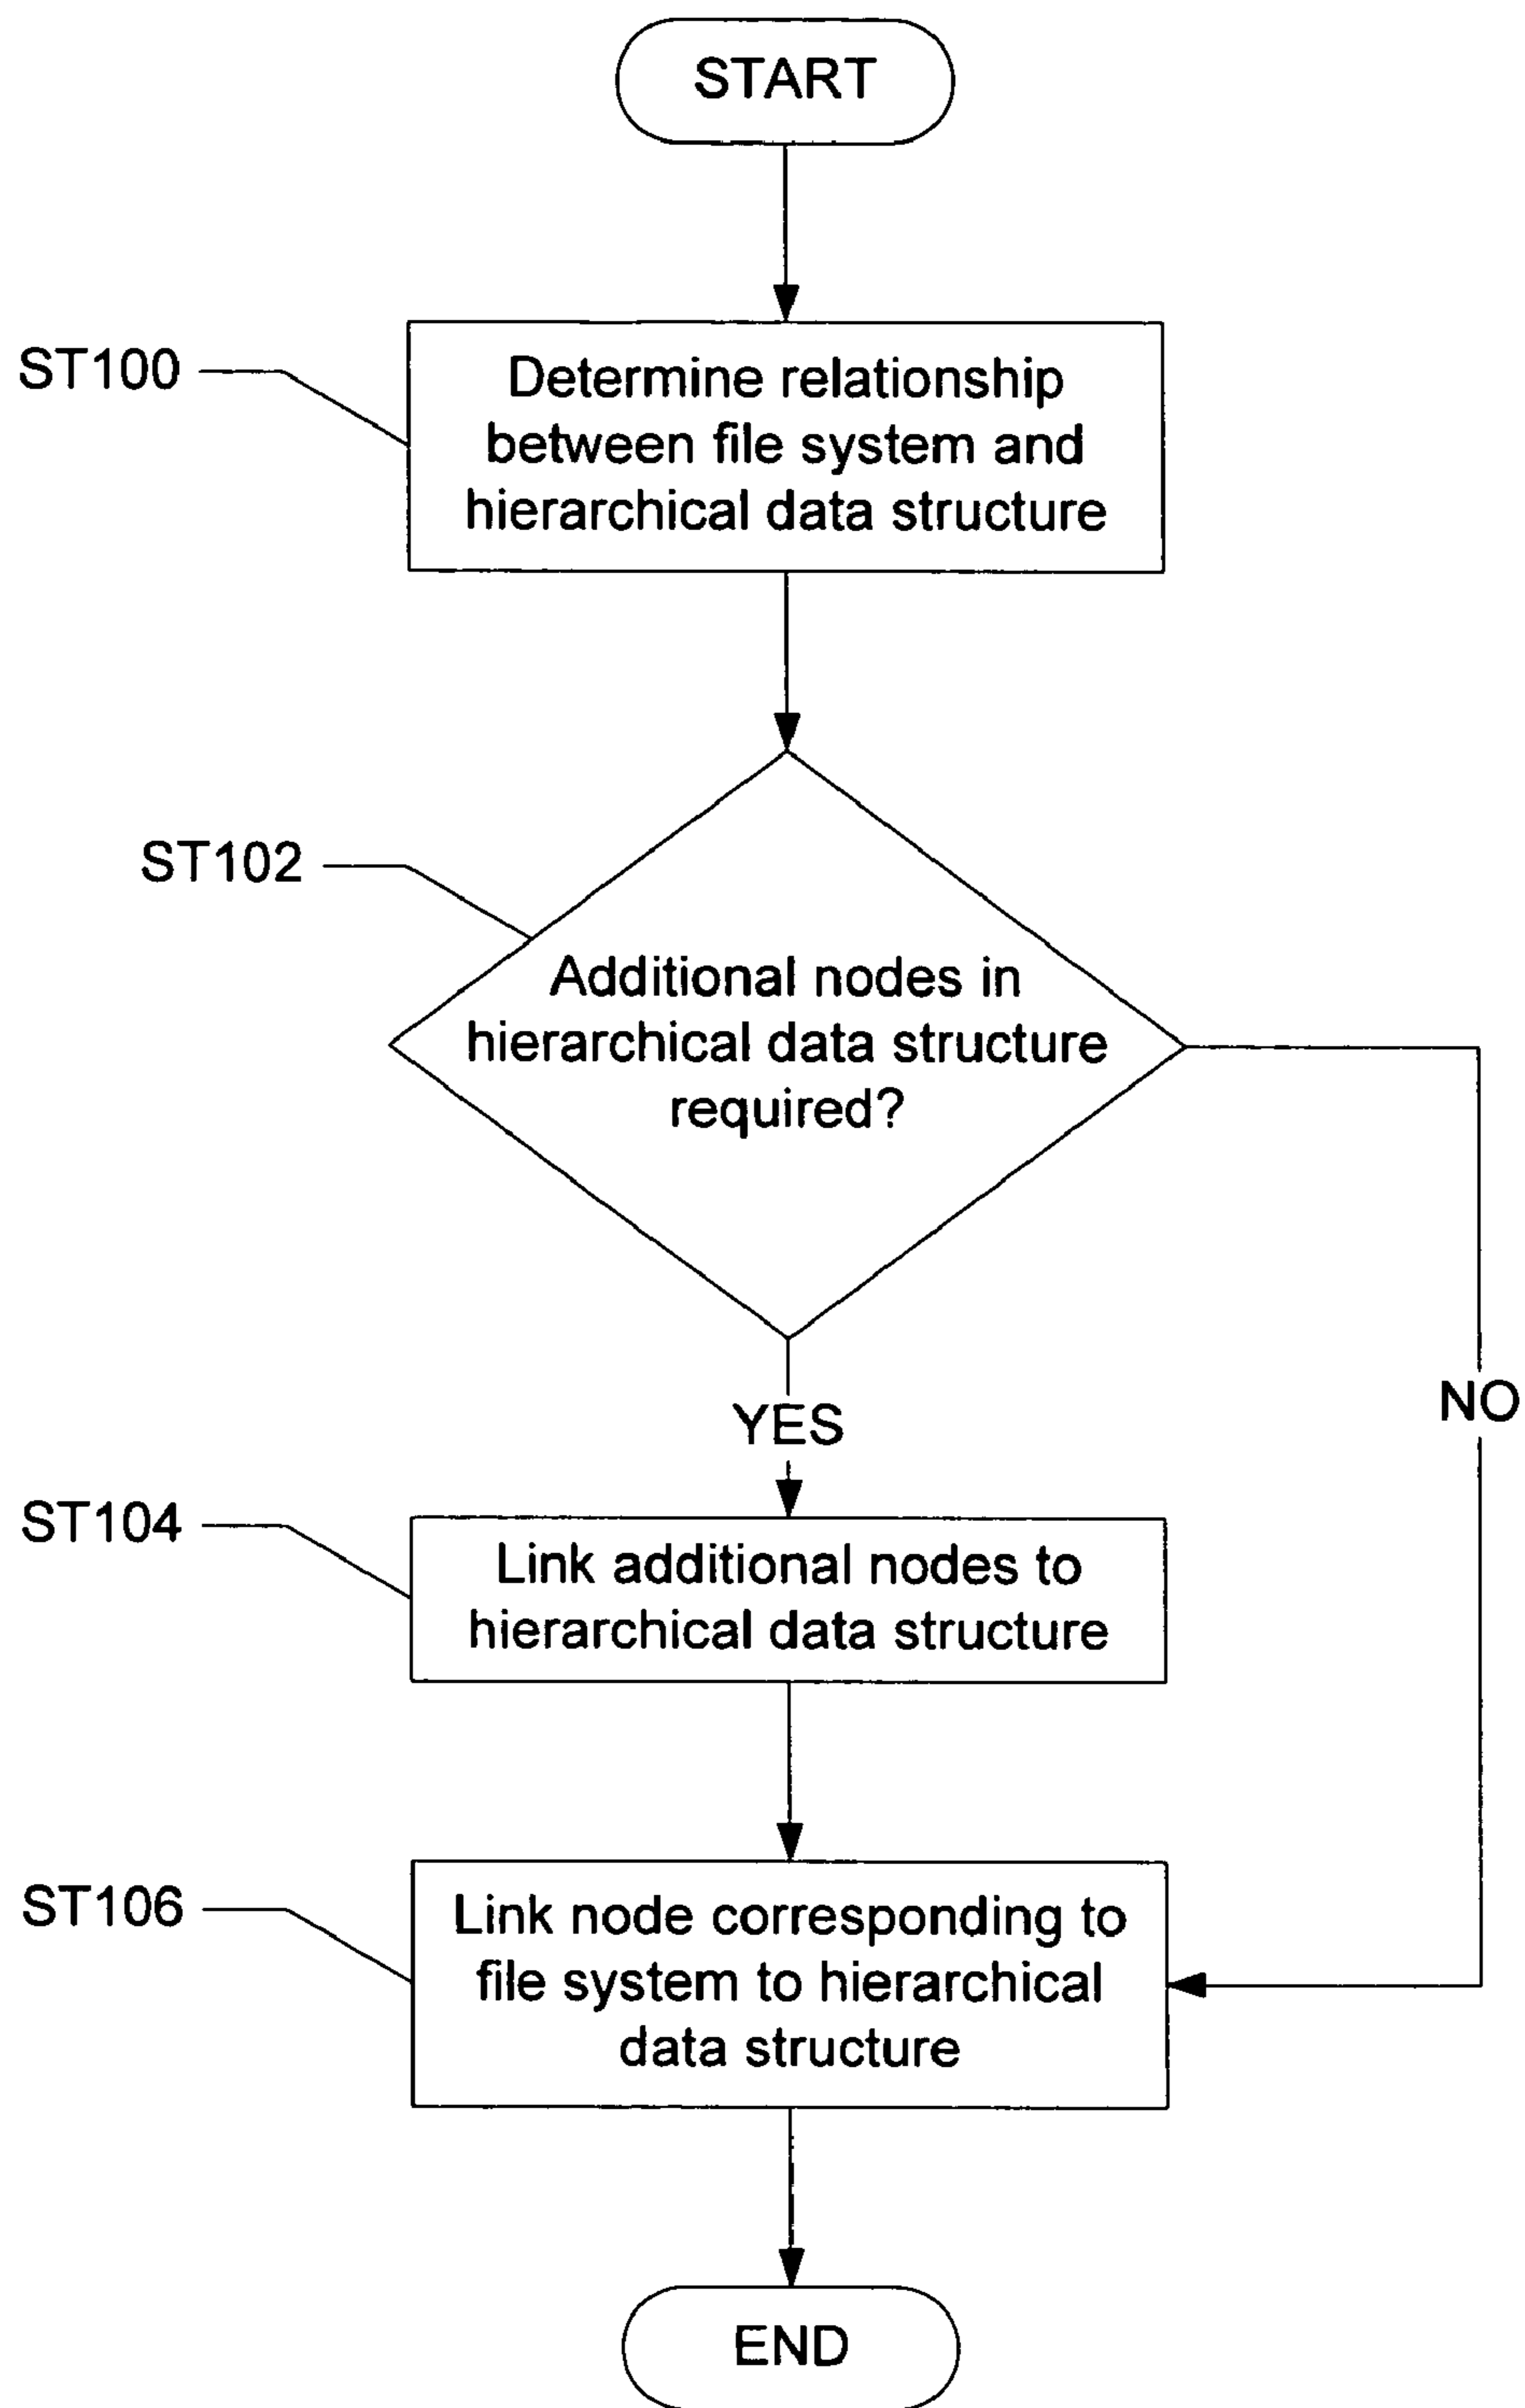 START
ST100
Determine relationship
between file system and
hierarchical data structure
ST102
Additional nodes in
hierarchical data structure
required?
YES
NO
ST104
Link additional nodes to
hierarchical data structure
ST106
Link node corresponding to
file system to hierarchical
data structure
END